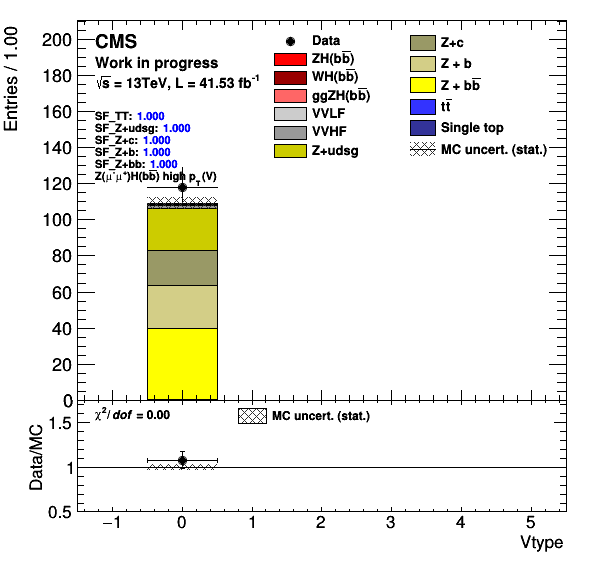 CMS
Work in progress
√s = 13TeV, L = 41.53 fb⁻¹
SF_TT: 1.000
SF_Z+udsg: 1.000
SF_Z+c: 1.000
SF_Z+b: 1.000
SF_Z+bb: 1.000
Z(μ⁻μ⁺)H(bb̅) high p_T(V)
Data
ZH(bb̅)
WH(bb̅)
ggZH(bb̅)
VVLF
VVHF
Z+udsg
Z+c
Z + b
Z + bb̅
tt̅
Single top
MC uncert. (stat.)
Entries / 1.00
200
180
160
140
120
100
80
60
40
20
0
χ²/dof = 0.00
MC uncert. (stat.)
Data/MC
1.5
1
0.5
−1 0 1 2 3 4 5
Vtype